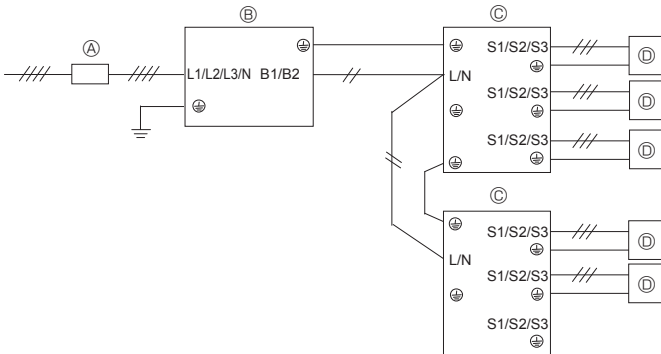 Ⓐ
Ⓑ
L1/L2/L3/N B1/B2
Ⓒ
L/N
S1/S2/S3
Ⓓ
S1/S2/S3
Ⓓ
S1/S2/S3
Ⓓ
Ⓒ
L/N
S1/S2/S3
Ⓓ
S1/S2/S3
Ⓓ
S1/S2/S3